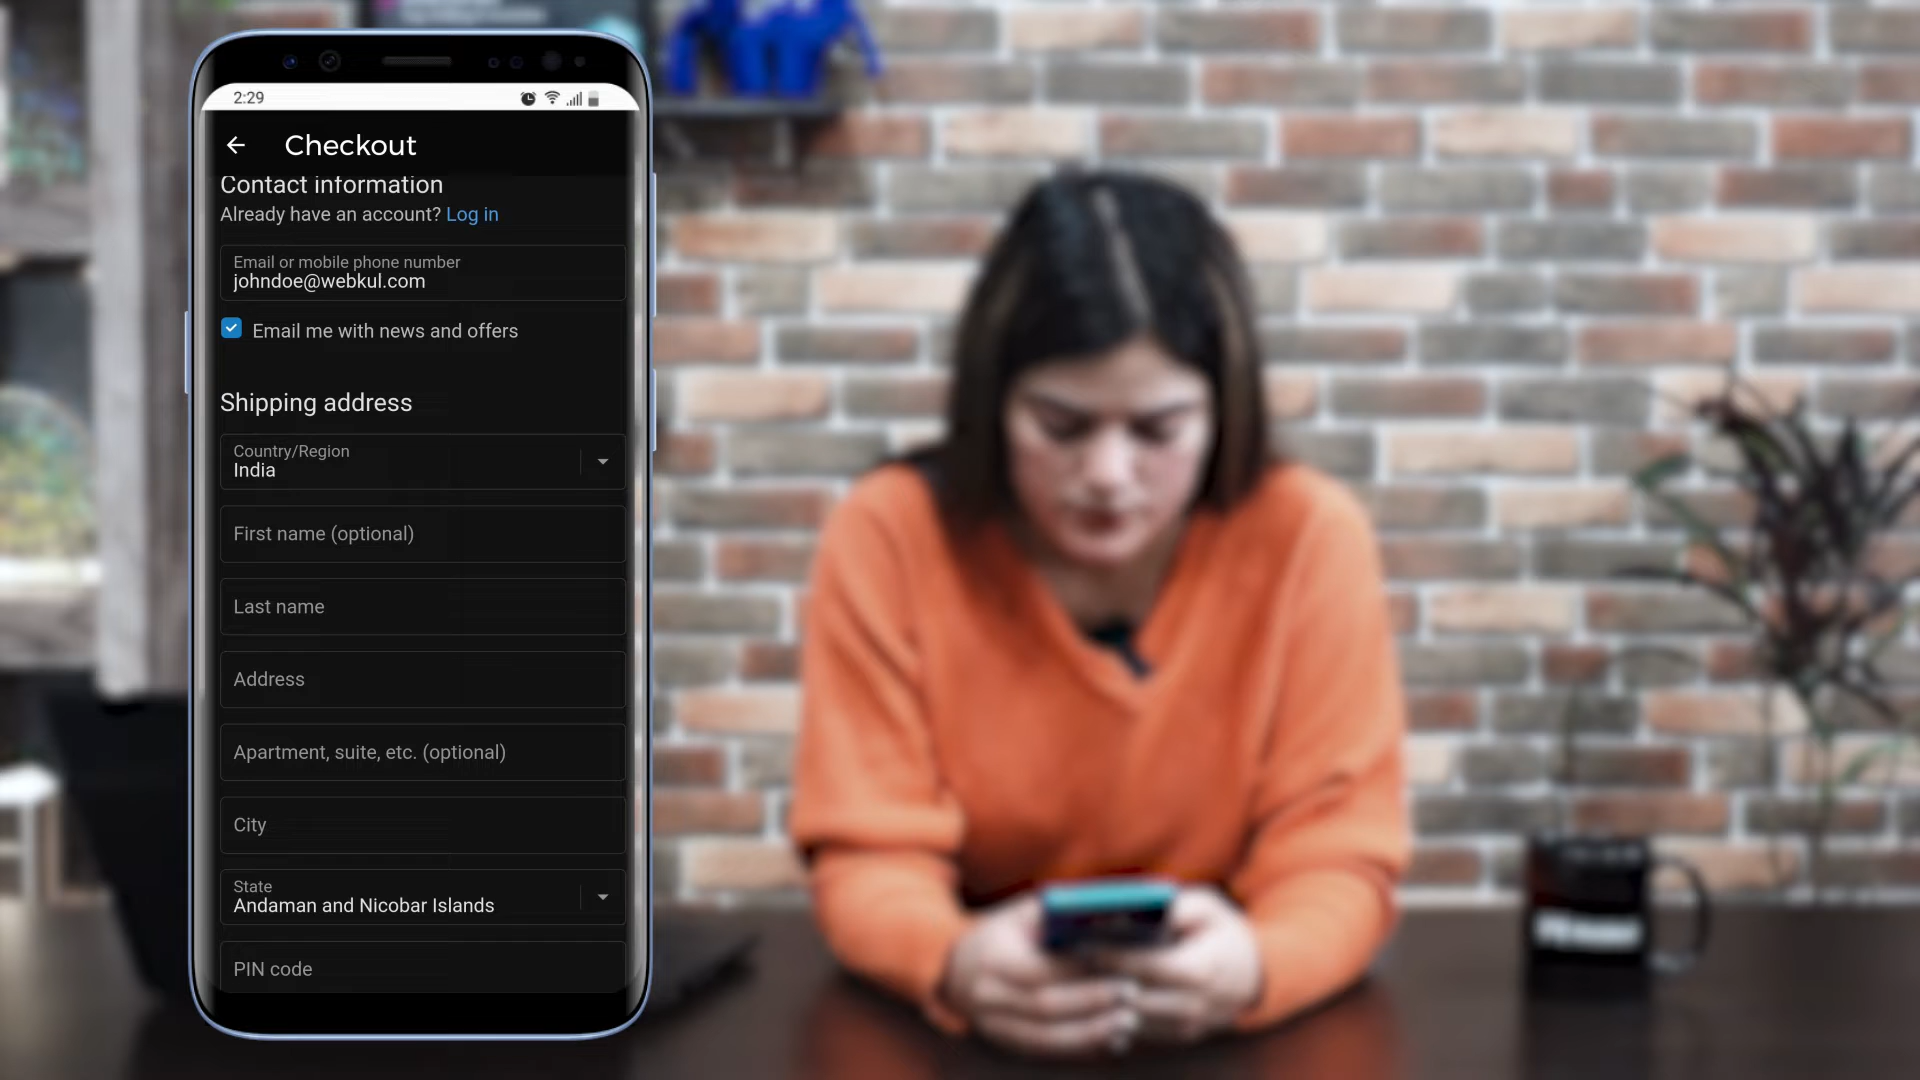 2:29
Checkout
Contact information
Already have an account? Log in
Email or mobile phone number
johndoe@webkul.com
Email me with news and offers
Shipping address
Country/Region
India
First name (optional)
Last name
Address
Apartment, suite, etc. (optional)
City
State
Andaman and Nicobar Islands
PIN code